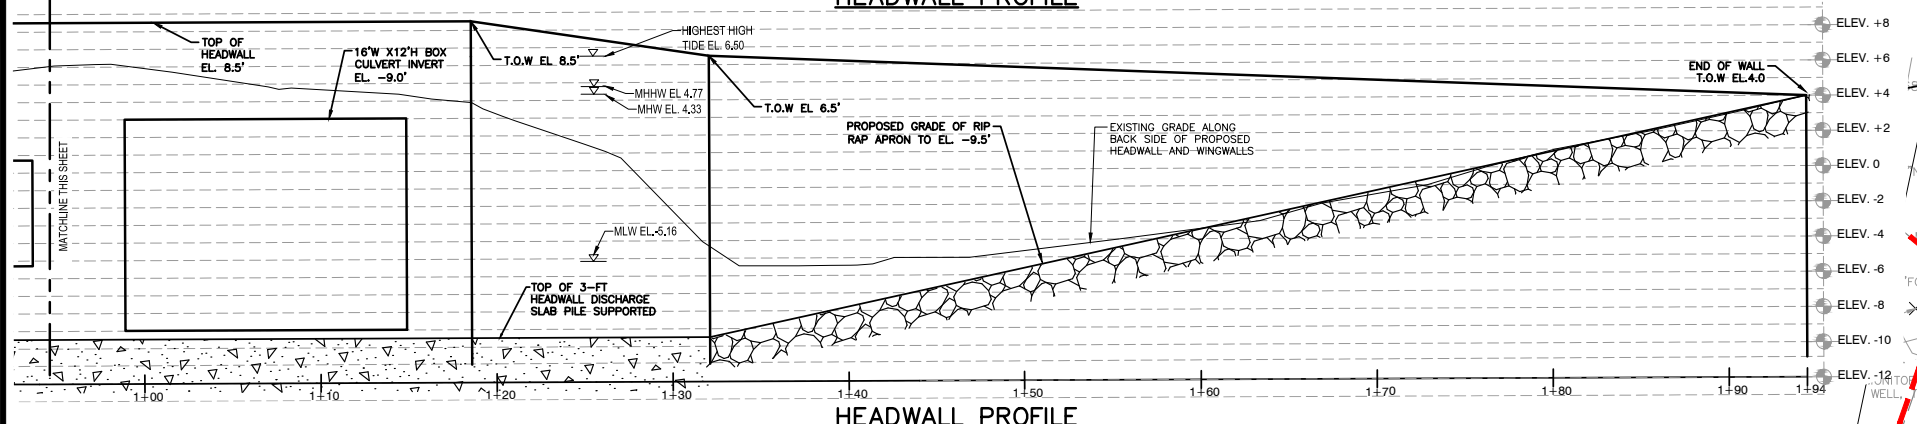 HEADWALL PROFILE
TOP OF
HEADWALL
EL. 8.5'
16'W X12'H BOX
CULVERT INVERT
EL. -9.0'
T.O.W EL 8.5'
HIGHEST HIGH
TIDE EL. 6.50
MHHW EL 4.77
MHW EL 4.33
T.O.W EL 6.5'
PROPOSED GRADE OF RIP
RAP APRON TO EL. -9.5'
EXISTING GRADE ALONG
BACK SIDE OF PROPOSED
HEADWALL AND WINGWALLS
END OF WALL
T.O.W EL.4.0
MATCHLINE THIS SHEET
MLW EL.-5.16
TOP OF 3-FT
HEADWALL DISCHARGE
SLAB PILE SUPPORTED
ELEV. +8
ELEV. +6
ELEV. +4
ELEV. +2
ELEV. 0
ELEV. -2
ELEV. -4
ELEV. -6
ELEV. -8
ELEV. -10
ELEV. -12
1+00 1+10 1+20 1+30 1+40 1+50 1+60 1+70 1+80 1+90 1+94
WELL,
HEADWALL PROFILE